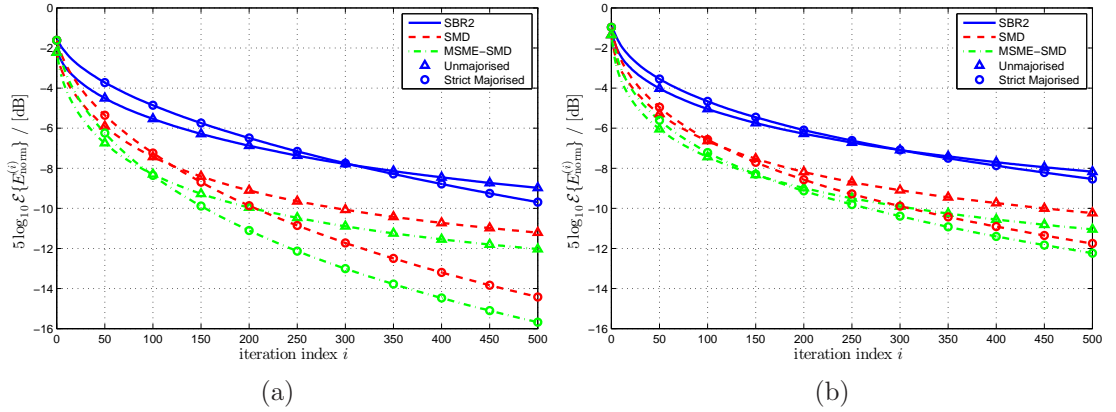 5 log₁₀ ℰ{E⁽ⁱ⁾norm} / [dB]
0
−2
−4
−6
−8
−10
−12
−14
−16
SBR2
SMD
MSME−SMD
Unmajorised
Strict Majorised
0 50 100 150 200 250 300 350 400 450 500
iteration index i
(a)
5 log₁₀ ℰ{E⁽ⁱ⁾norm} / [dB]
0
−2
−4
−6
−8
−10
−12
−14
−16
SBR2
SMD
MSME−SMD
Unmajorised
Strict Majorised
0 50 100 150 200 250 300 350 400 450 500
iteration index i
(b)